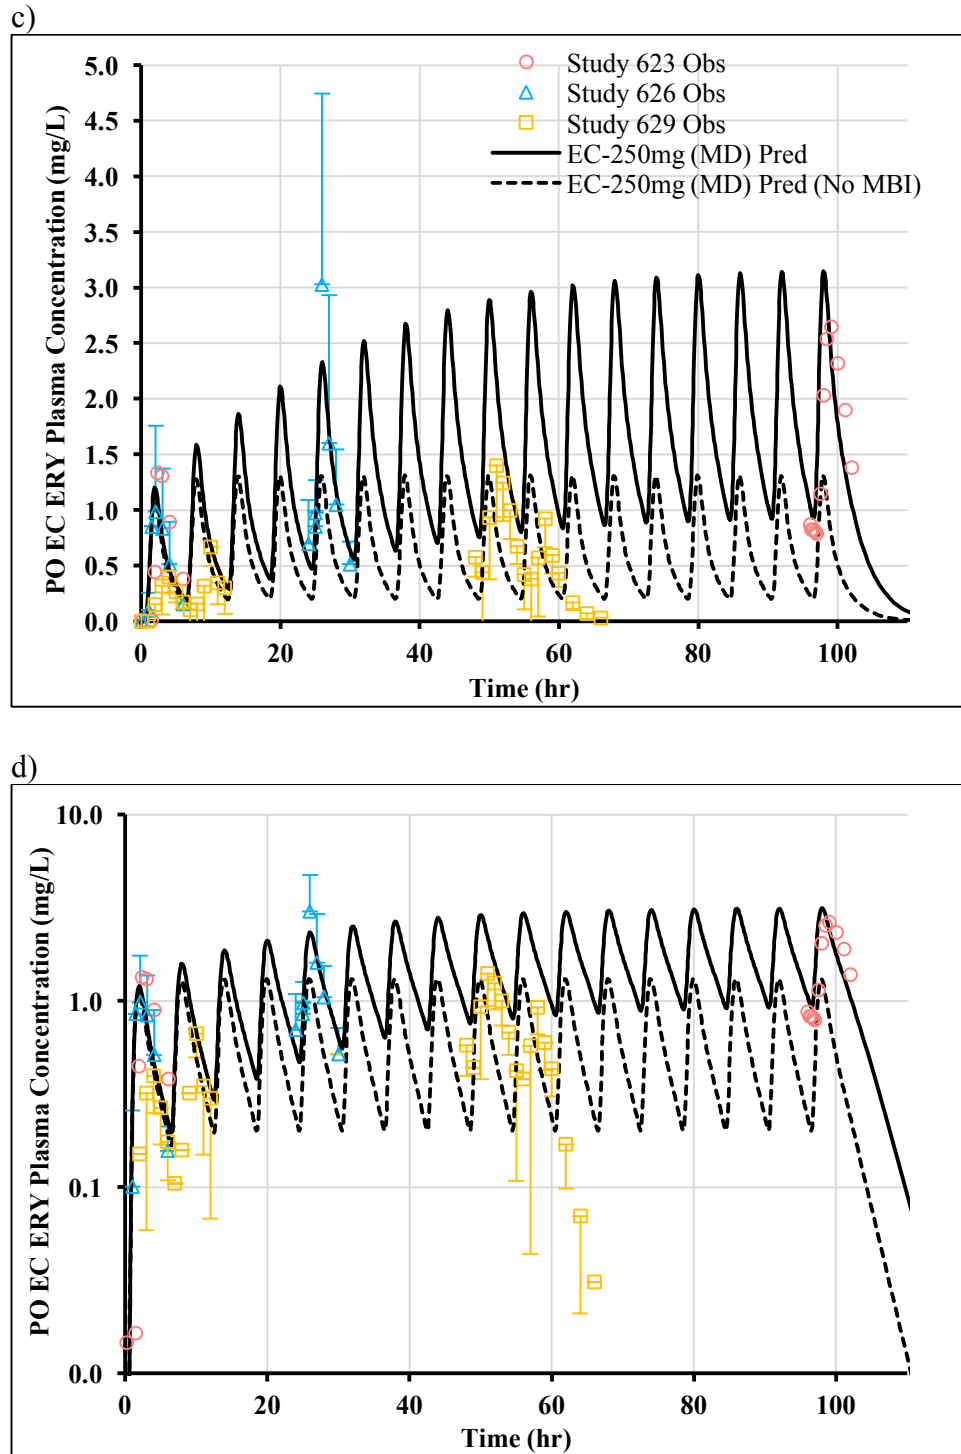 c)
PO EC ERY Plasma Concentration (mg/L)
5.0
4.5
4.0
3.5
3.0
2.5
2.0
1.5
1.0
0.5
0.0
Study 623 Obs
Study 626 Obs
Study 629 Obs
EC-250mg (MD) Pred
EC-250mg (MD) Pred (No MBI)
0 20 40 60 80 100
Time (hr)
d)
PO EC ERY Plasma Concentration (mg/L)
10.0
1.0
0.1
0.0
0 20 40 60 80 100
Time (hr)